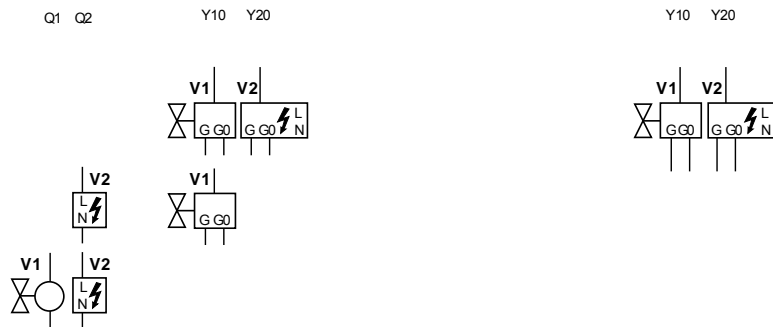 Q1 Q2 Y10 Y20 Y10 Y20
V1 V2 V1 V2
G G0 G G0 L N G G0 G G0 L N
V2 V1
L N G G0
V1 V2
L N